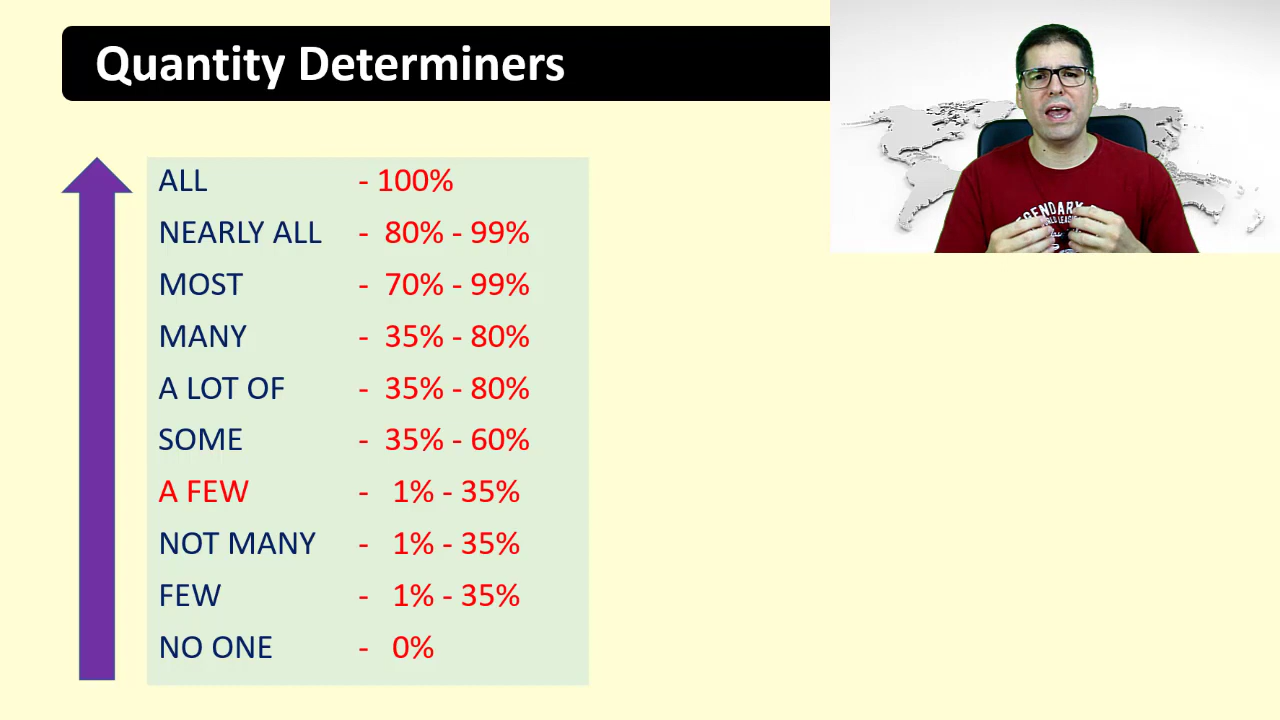 Quantity Determiners
ALL - 100%
NEARLY ALL - 80% - 99%
MOST - 70% - 99%
MANY - 35% - 80%
A LOT OF - 35% - 80%
SOME - 35% - 60%
A FEW - 1% - 35%
NOT MANY - 1% - 35%
FEW - 1% - 35%
NO ONE - 0%